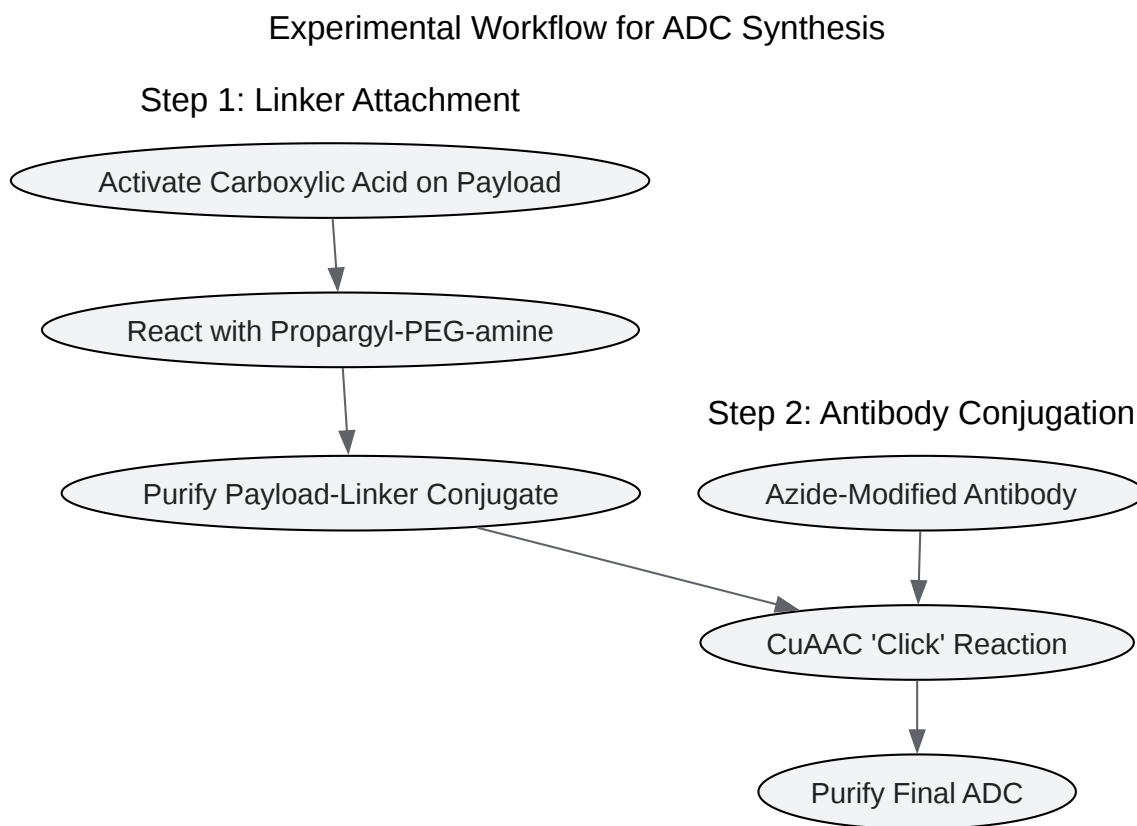 Experimental Workflow for ADC Synthesis
Step 1: Linker Attachment
Activate Carboxylic Acid on Payload
React with Propargyl-PEG-amine
Purify Payload-Linker Conjugate
Step 2: Antibody Conjugation
Azide-Modified Antibody
CuAAC 'Click' Reaction
Purify Final ADC